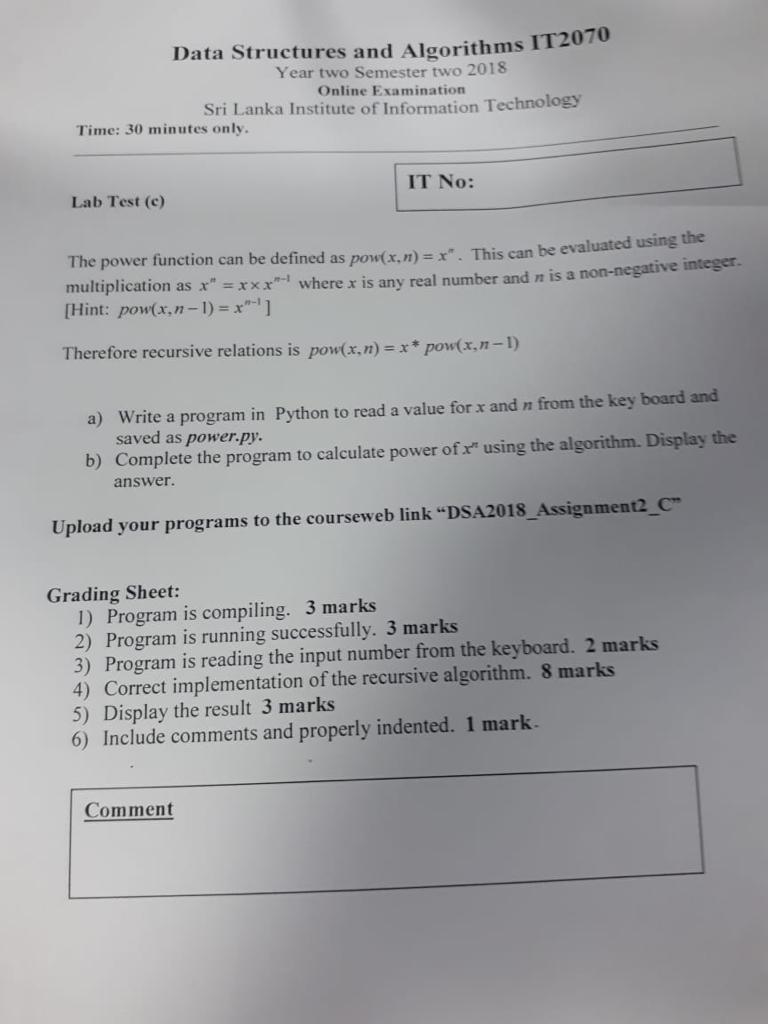 Data Structures and Algorithms IT2070
Year two Semester two 2018
Online Examination
Sri Lanka Institute of Information Technology
Time: 30 minutes only.
IT No:
Lab Test (c)
The power function can be defined as pow(x,n) = xⁿ. This can be evaluated using the
multiplication as xⁿ = x × xⁿ⁻¹ where x is any real number and n is a non-negative integer.
[Hint: pow(x,n−1) = xⁿ⁻¹ ]
Therefore recursive relations is pow(x,n) = x* pow(x,n−1)
a) Write a program in Python to read a value for x and n from the key board and
saved as power.py.
b) Complete the program to calculate power of xⁿ using the algorithm. Display the
answer.
Upload your programs to the courseweb link “DSA2018_Assignment2_C”
Grading Sheet:
1) Program is compiling. 3 marks
2) Program is running successfully. 3 marks
3) Program is reading the input number from the keyboard. 2 marks
4) Correct implementation of the recursive algorithm. 8 marks
5) Display the result 3 marks
6) Include comments and properly indented. 1 mark.
Comment